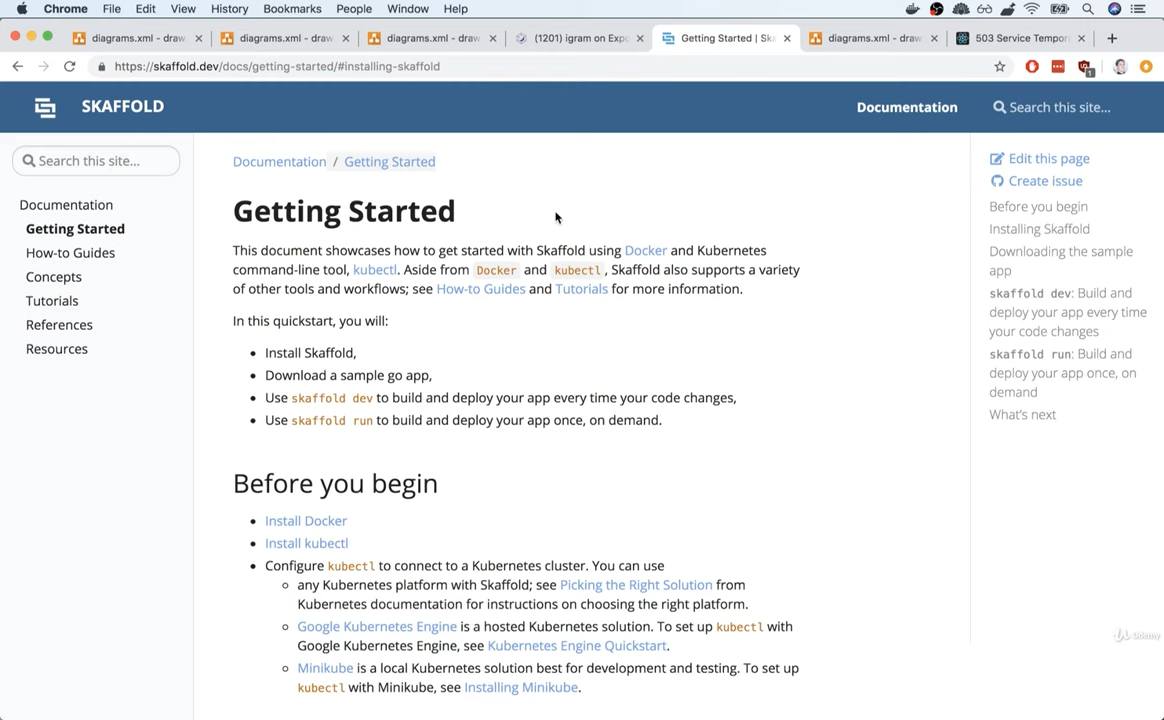 Chrome File Edit View History Bookmarks People Window Help
diagrams.xml - draw diagrams.xml - draw diagrams.xml - draw (1201) igram on Expo Getting Started | Ska diagrams.xml - draw 503 Service Tempor
https://skaffold.dev/docs/getting-started/#installing-skaffold
1
SKAFFOLD
Documentation
Search this site...
Search this site...
Documentation
Getting Started
How-to Guides
Concepts
Tutorials
References
Resources
Documentation / Getting Started
Getting Started
This document showcases how to get started with Skaffold using Docker and Kubernetes
command-line tool, kubectl. Aside from Docker and kubectl, Skaffold also supports a variety
of other tools and workflows; see How-to Guides and Tutorials for more information.
In this quickstart, you will:
• Install Skaffold,
• Download a sample go app,
• Use skaffold dev to build and deploy your app every time your code changes,
• Use skaffold run to build and deploy your app once, on demand.
Before you begin
• Install Docker
• Install kubectl
• Configure kubectl to connect to a Kubernetes cluster. You can use
○ any Kubernetes platform with Skaffold; see Picking the Right Solution from
Kubernetes documentation for instructions on choosing the right platform.
○ Google Kubernetes Engine is a hosted Kubernetes solution. To set up kubectl with
Google Kubernetes Engine, see Kubernetes Engine Quickstart.
○ Minikube is a local Kubernetes solution best for development and testing. To set up
kubectl with Minikube, see Installing Minikube.
Edit this page
Create issue
Before you begin
Installing Skaffold
Downloading the sample
app
skaffold dev: Build and
deploy your app every time
your code changes
skaffold run: Build and
deploy your app once, on
demand
What's next
Udemy